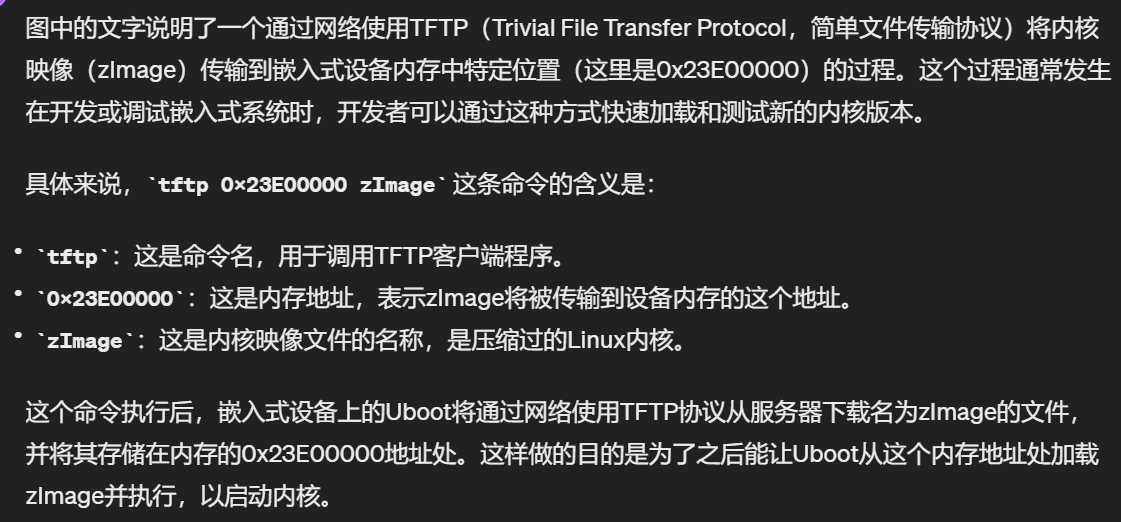 图中的文字说明了一个通过网络使用TFTP（Trivial File Transfer Protocol，简单文件传输协议）将内核
映像（zImage）传输到嵌入式设备内存中特定位置（这里是0x23E00000）的过程。这个过程通常发生
在开发或调试嵌入式系统时，开发者可以通过这种方式快速加载和测试新的内核版本。
具体来说，`tftp 0x23E00000 zImage` 这条命令的含义是：
• `tftp`：这是命令名，用于调用TFTP客户端程序。
• `0x23E00000`：这是内存地址，表示zImage将被传输到设备内存的这个地址。
• `zImage`：这是内核映像文件的名称，是压缩过的Linux内核。
这个命令执行后，嵌入式设备上的Uboot将通过网络使用TFTP协议从服务器下载名为zImage的文件，
并将其存储在内存的0x23E00000地址处。这样做的目的是为了之后能让Uboot从这个内存地址处加载
zImage并执行，以启动内核。